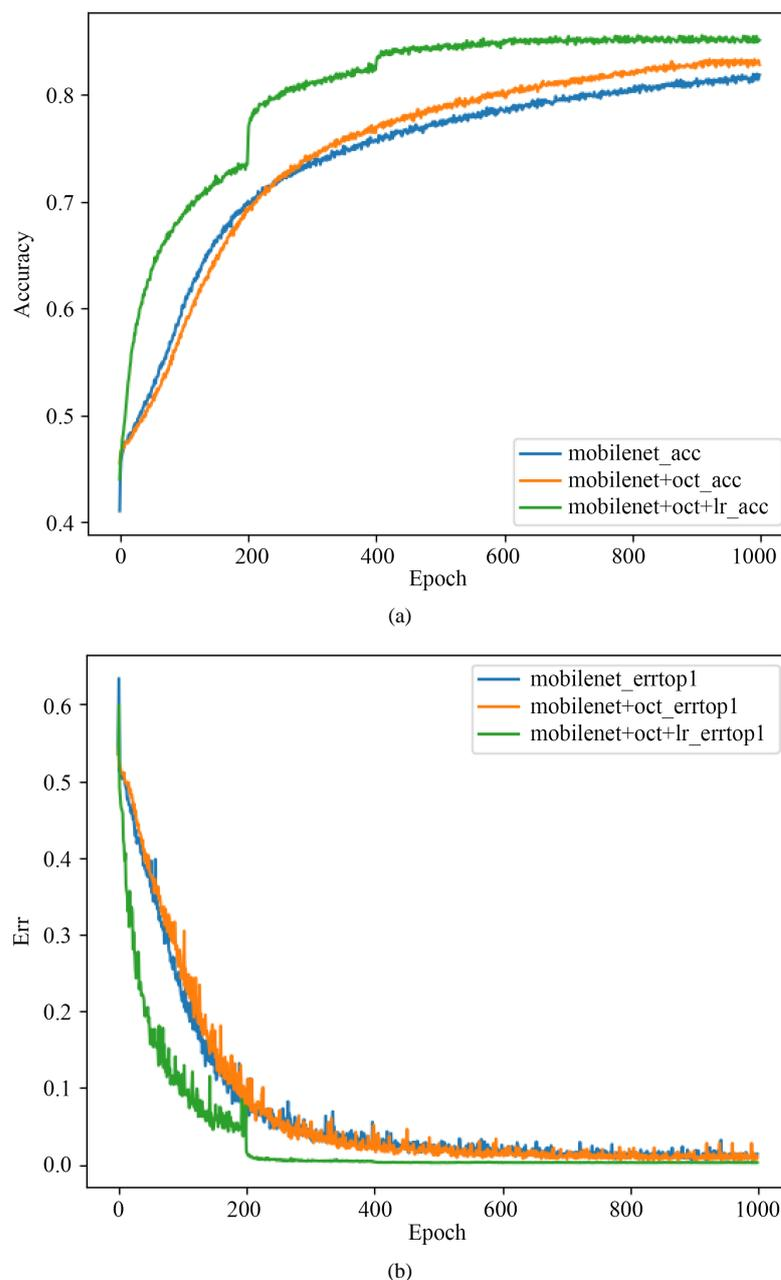 0.8
0.7
0.6
0.5
0.4
Accuracy
mobilenet_acc
mobilenet+oct_acc
mobilenet+oct+lr_acc
0 200 400 600 800 1000
Epoch
(a)
0.6
0.5
0.4
0.3
0.2
0.1
0.0
Err
mobilenet_errtop1
mobilenet+oct_errtop1
mobilenet+oct+lr_errtop1
0 200 400 600 800 1000
Epoch
(b)